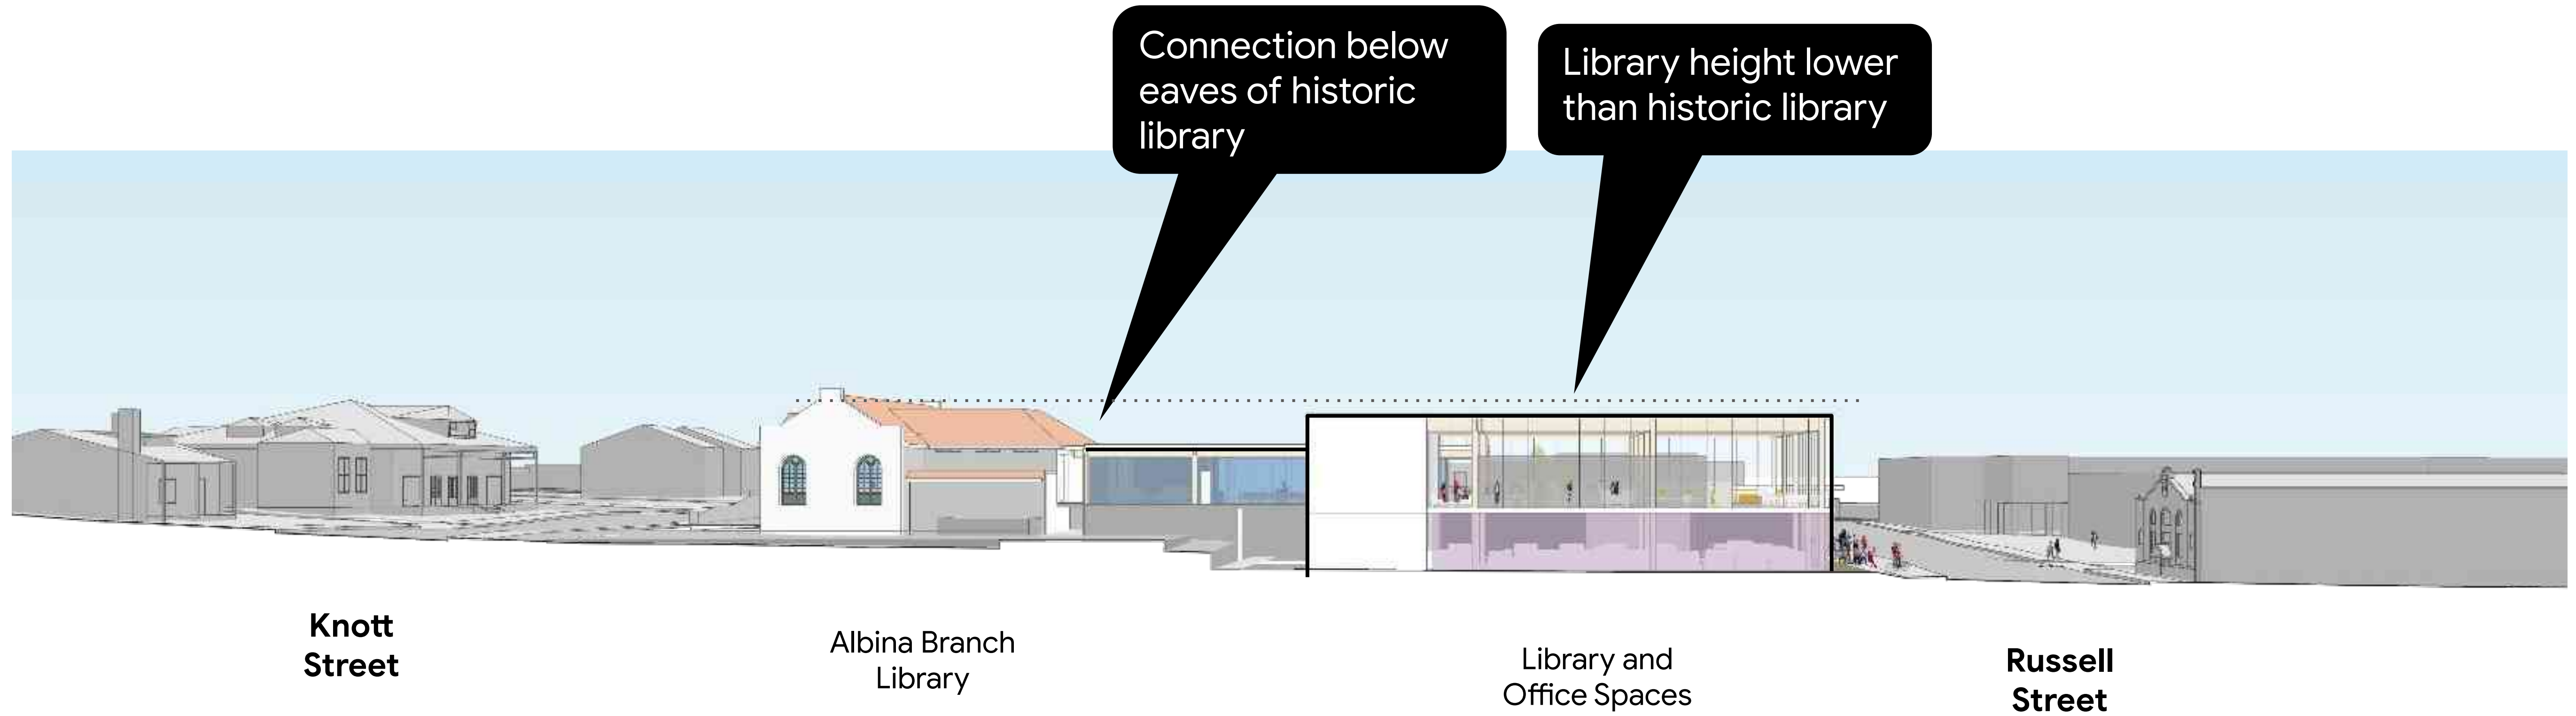 Connection below
eaves of historic
library
Library height lower
than historic library
Knott
Street
Albina Branch
Library
Library and
Office Spaces
Russell
Street